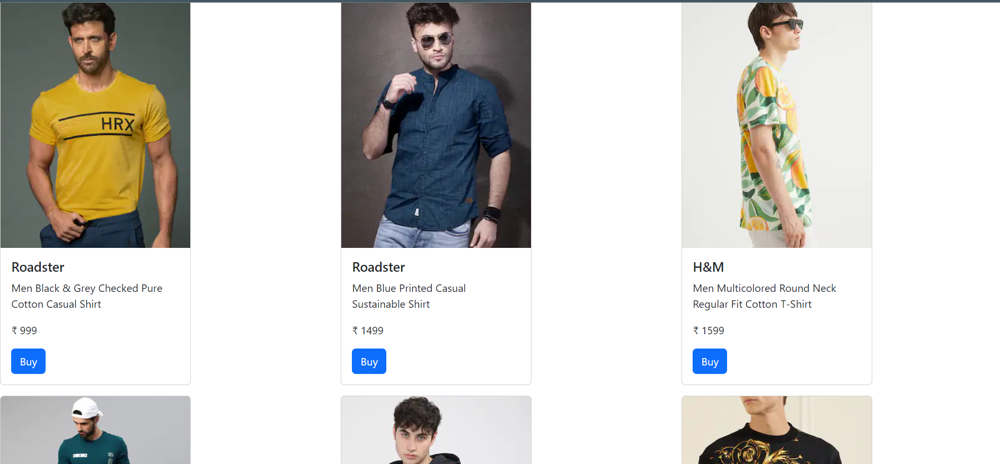 HRX
Roadster
Men Black & Grey Checked Pure
Cotton Casual Shirt
₹ 999
Buy
Roadster
Men Blue Printed Casual
Sustainable Shirt
₹ 1499
Buy
H&M
Men Multicolored Round Neck
Regular Fit Cotton T-Shirt
₹ 1599
Buy